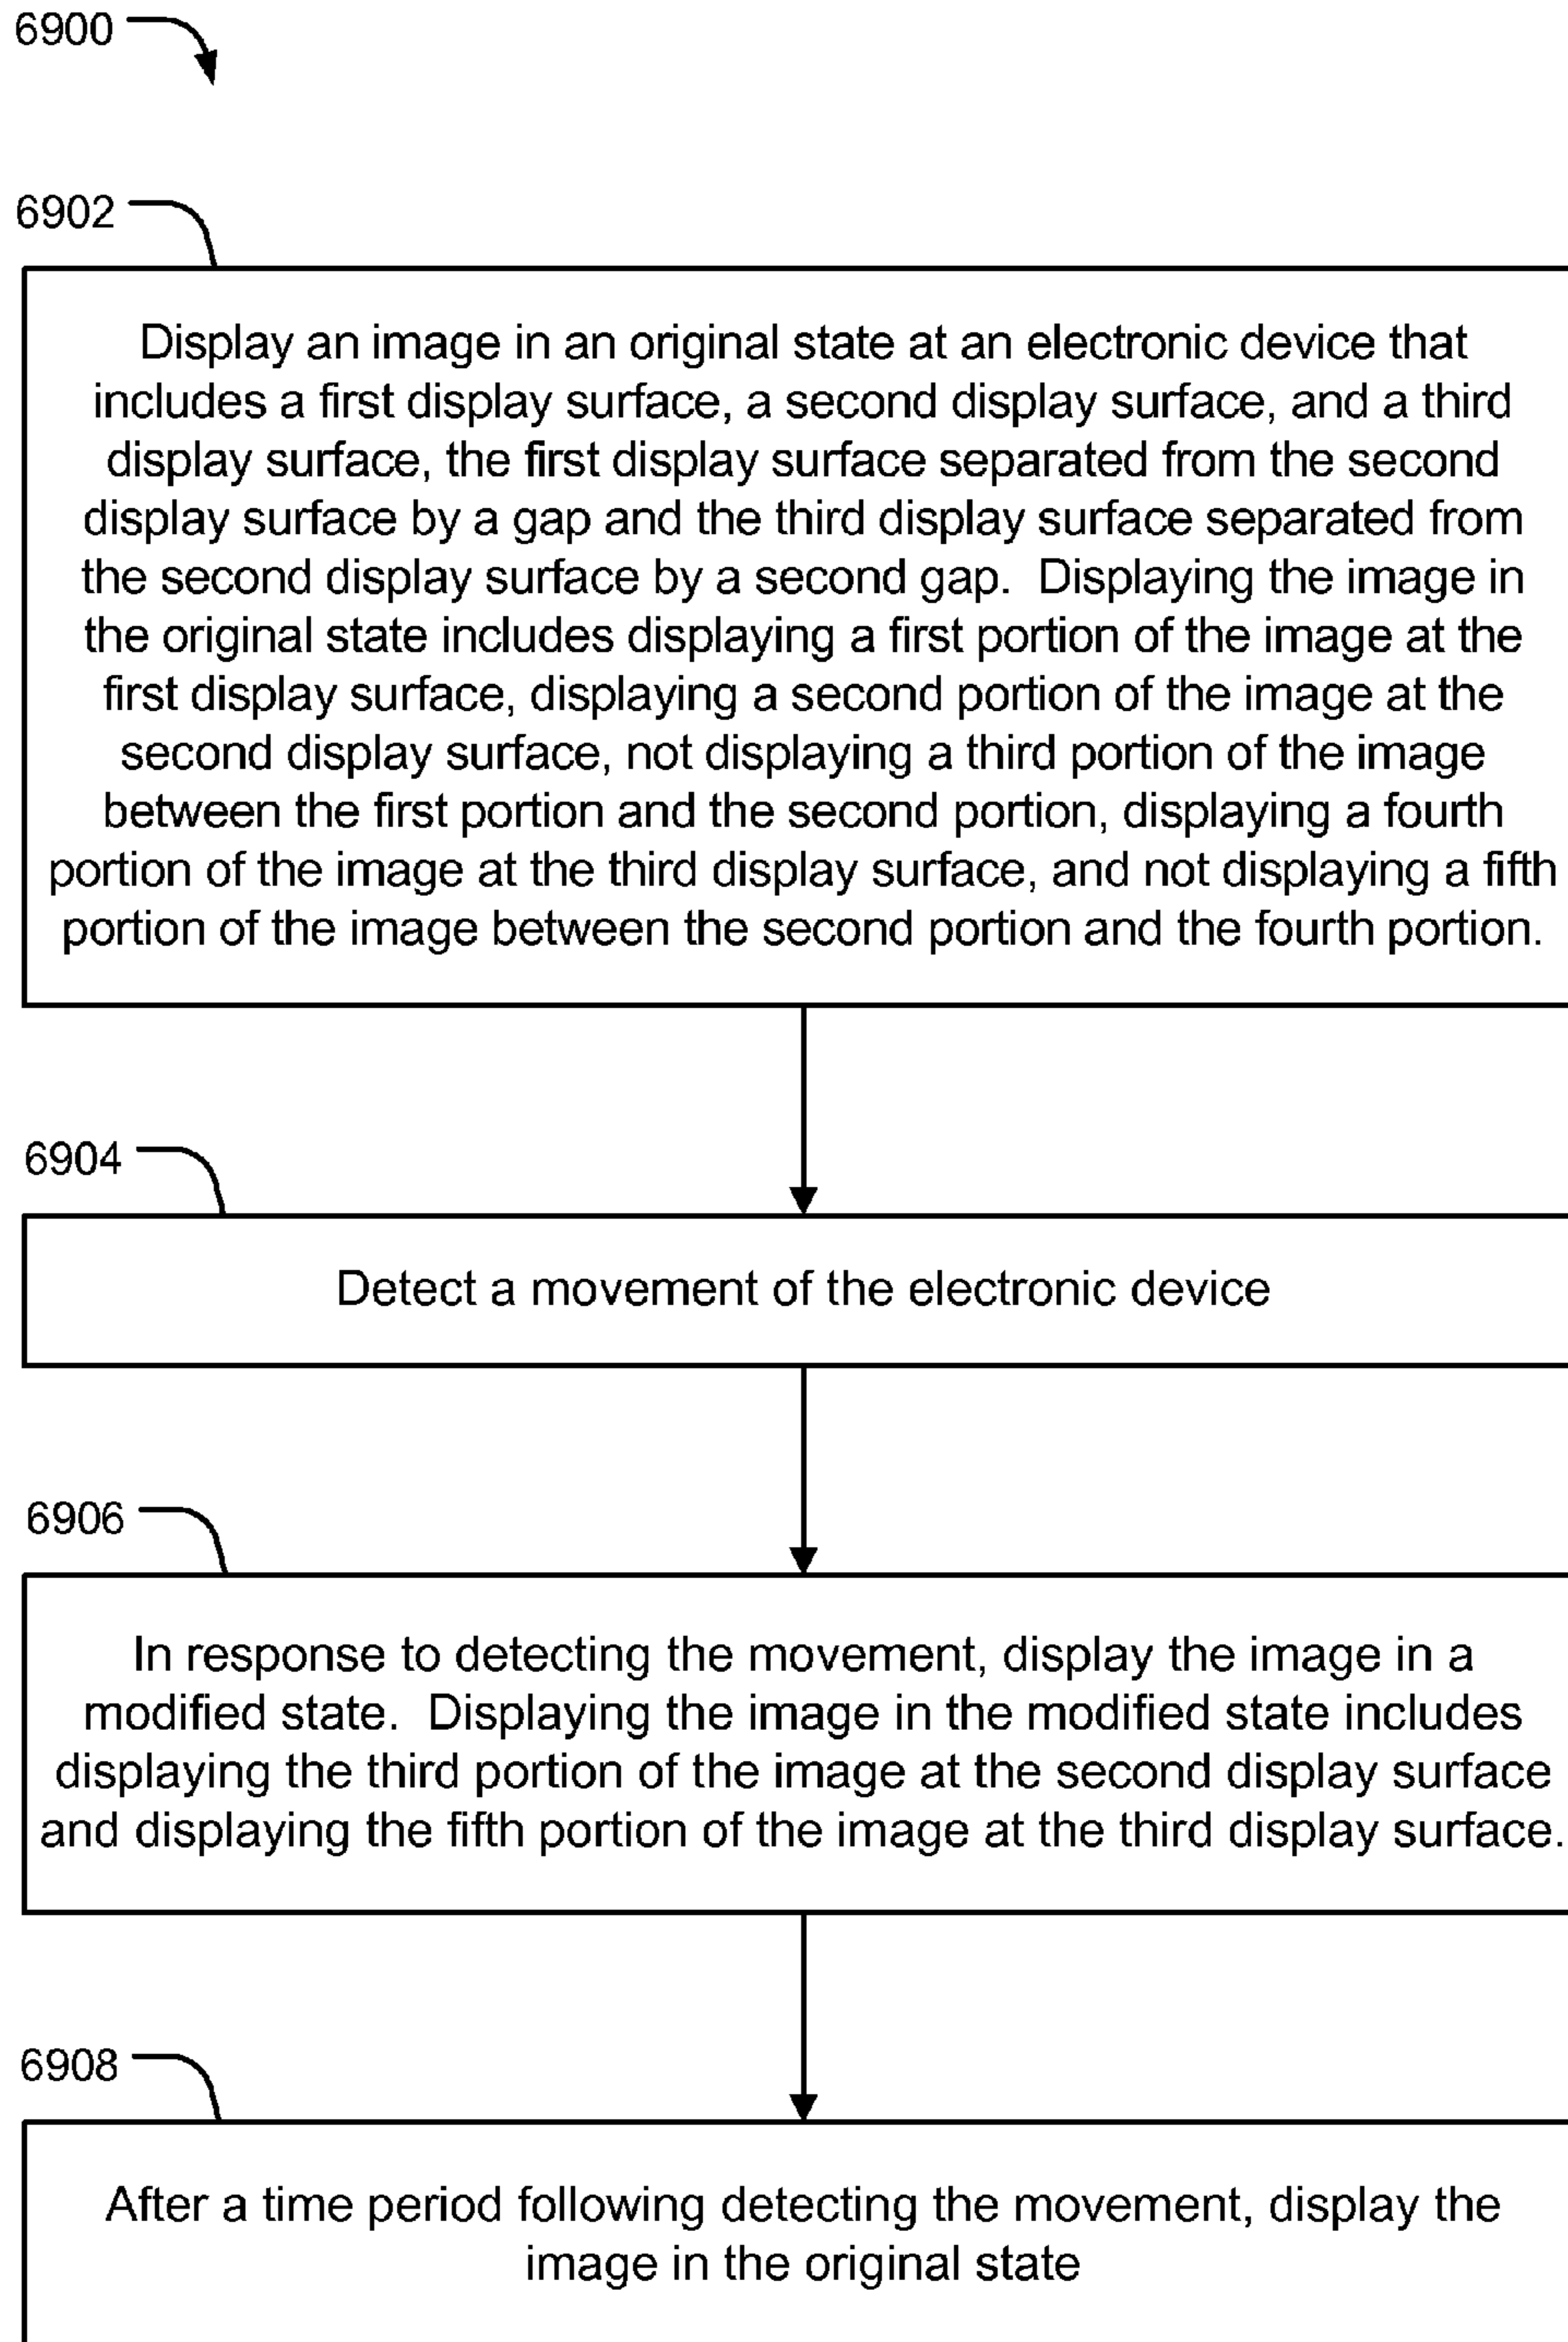 6900
6902
Display an image in an original state at an electronic device that
includes a first display surface, a second display surface, and a third
display surface, the first display surface separated from the second
display surface by a gap and the third display surface separated from
the second display surface by a second gap.  Displaying the image in
the original state includes displaying a first portion of the image at the
first display surface, displaying a second portion of the image at the
second display surface, not displaying a third portion of the image
between the first portion and the second portion, displaying a fourth
portion of the image at the third display surface, and not displaying a fifth
portion of the image between the second portion and the fourth portion.
6904
Detect a movement of the electronic device
6906
In response to detecting the movement, display the image in a
modified state.  Displaying the image in the modified state includes
displaying the third portion of the image at the second display surface
and displaying the fifth portion of the image at the third display surface.
6908
After a time period following detecting the movement, display the
image in the original state